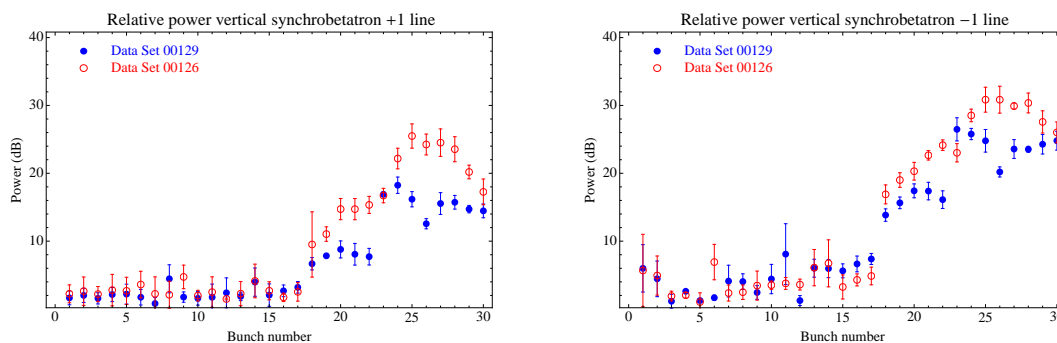 Relative power vertical synchrobetatron +1 line
40
30
20
10
Power (dB)
Data Set 00129
Data Set 00126
0 5 10 15 20 25 30
Bunch number
Relative power vertical synchrobetatron −1 line
40
30
20
10
Power (dB)
Data Set 00129
Data Set 00126
0 5 10 15 20 25 30
Bunch number